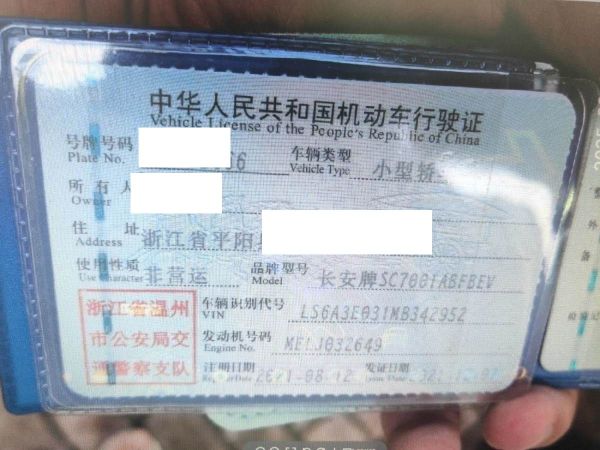 中华人民共和国机动车行驶证
Vehicle License of the People's Republic of China
号牌号码 66 车辆类型 小型轿
Plate No. Vehicle Type
所有人
Owner
住址 浙江省平阳
Address
使用性质 非营运 品牌型号 长安牌SC7001ABFBEV
Use Character Model
浙江省温州 车辆识别代号 LS6A3E031MB342952
VIN
市公安局交 发动机号码 MELJ032649
Engine No.
通警察支队 注册日期 2021-08-12 发证日期
Register Date Issue Date